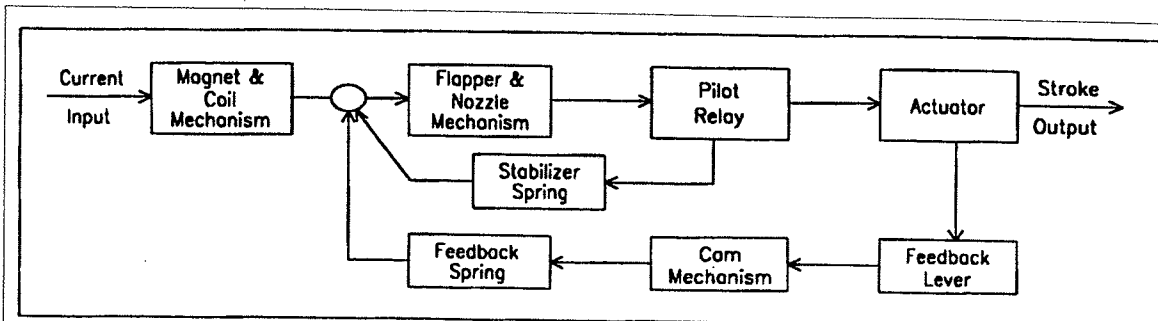 Current
Input
Magnet &
Coil
Mechanism
Flapper &
Nozzle
Mechanism
Pilot
Relay
Actuator
Stroke
Output
Stabilizer
Spring
Feedback
Spring
Cam
Mechanism
Feedback
Lever